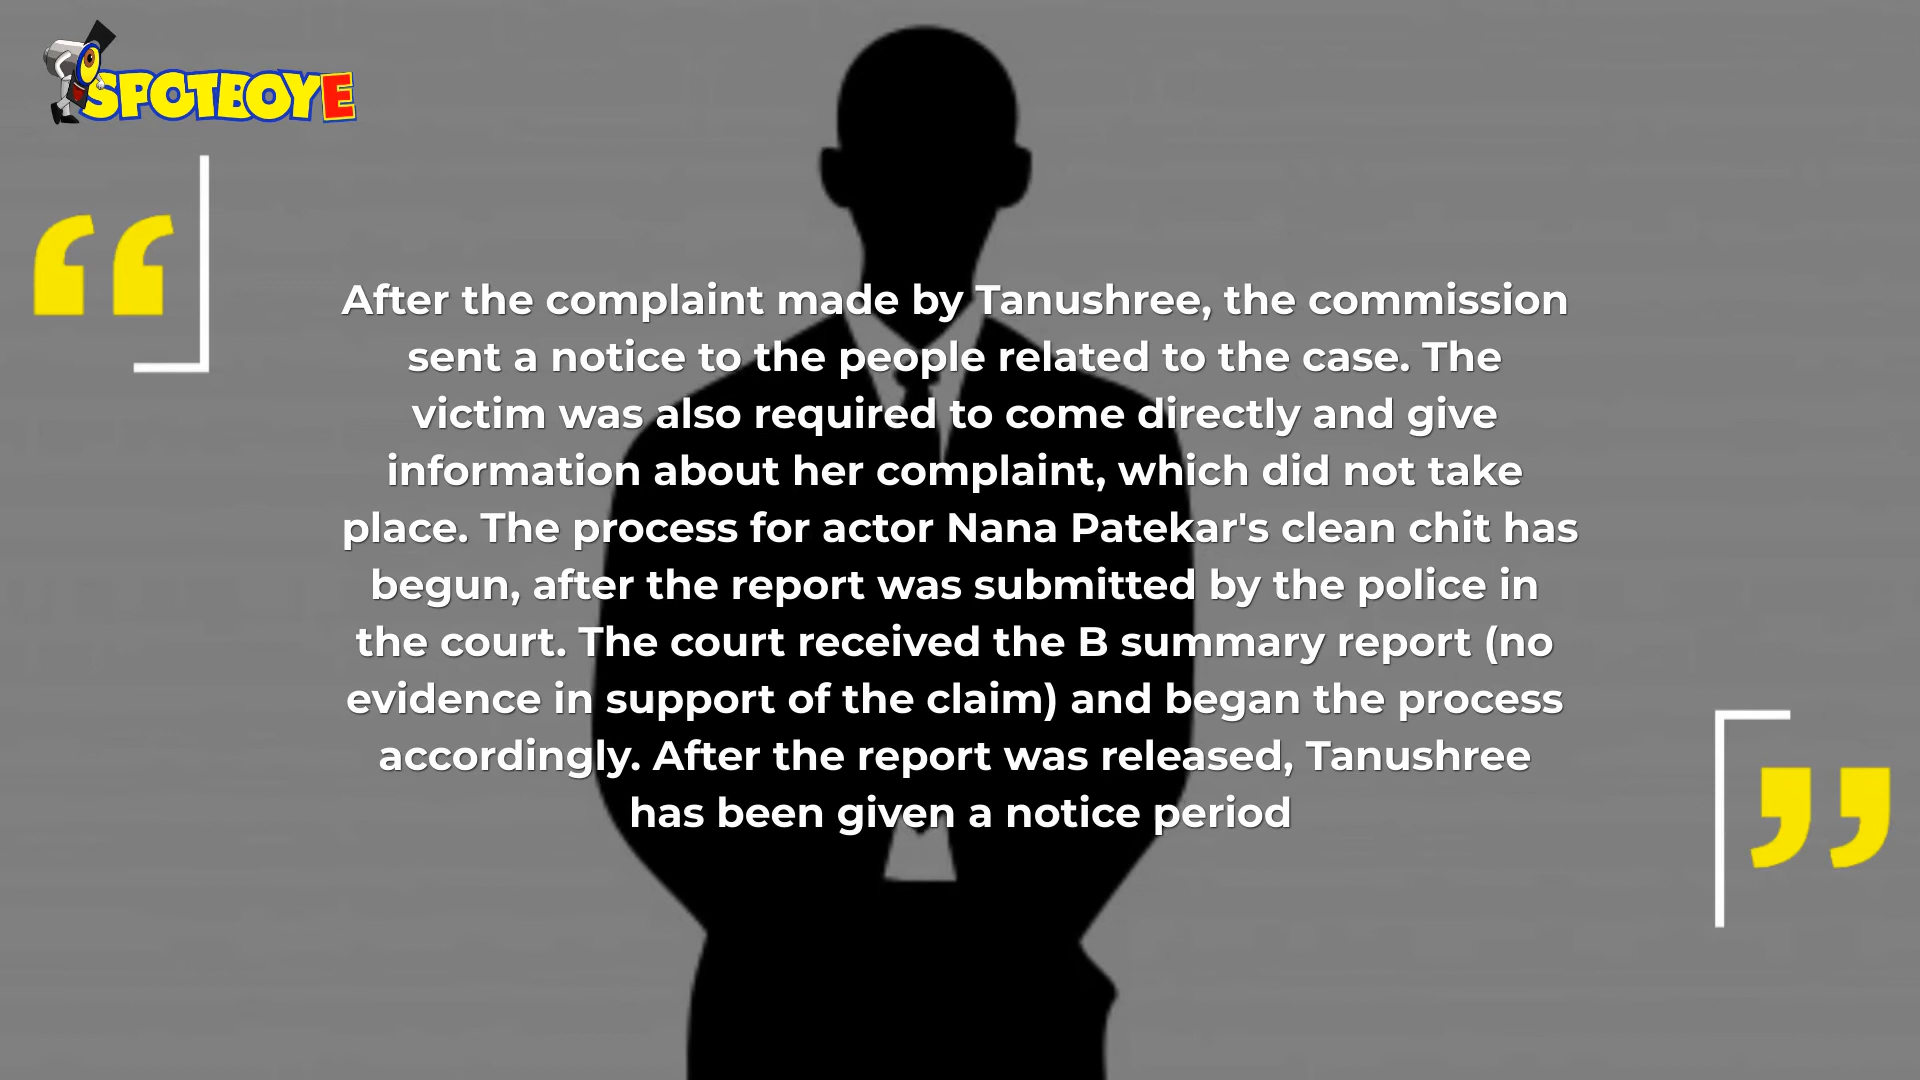 SPOTBOYE
“
After the complaint made by Tanushree, the commission
sent a notice to the people related to the case. The
victim was also required to come directly and give
information about her complaint, which did not take
place. The process for actor Nana Patekar's clean chit has
begun, after the report was submitted by the police in
the court. The court received the B summary report (no
evidence in support of the claim) and began the process
accordingly. After the report was released, Tanushree
has been given a notice period
”